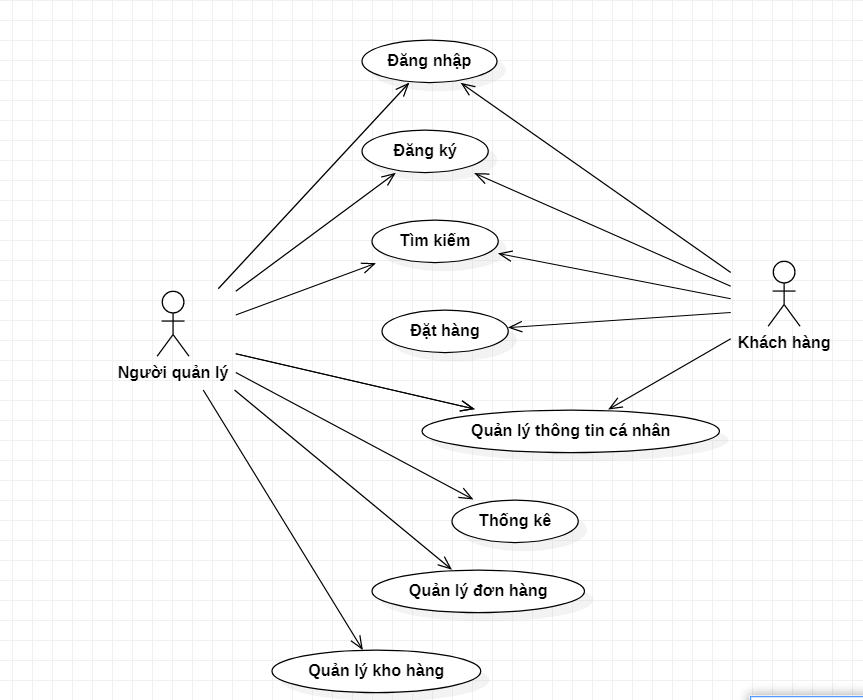 Đăng nhập
Đăng ký
Tìm kiếm
Đặt hàng
Khách hàng
Người quản lý
Quản lý thông tin cá nhân
Thống kê
Quản lý đơn hàng
Quản lý kho hàng